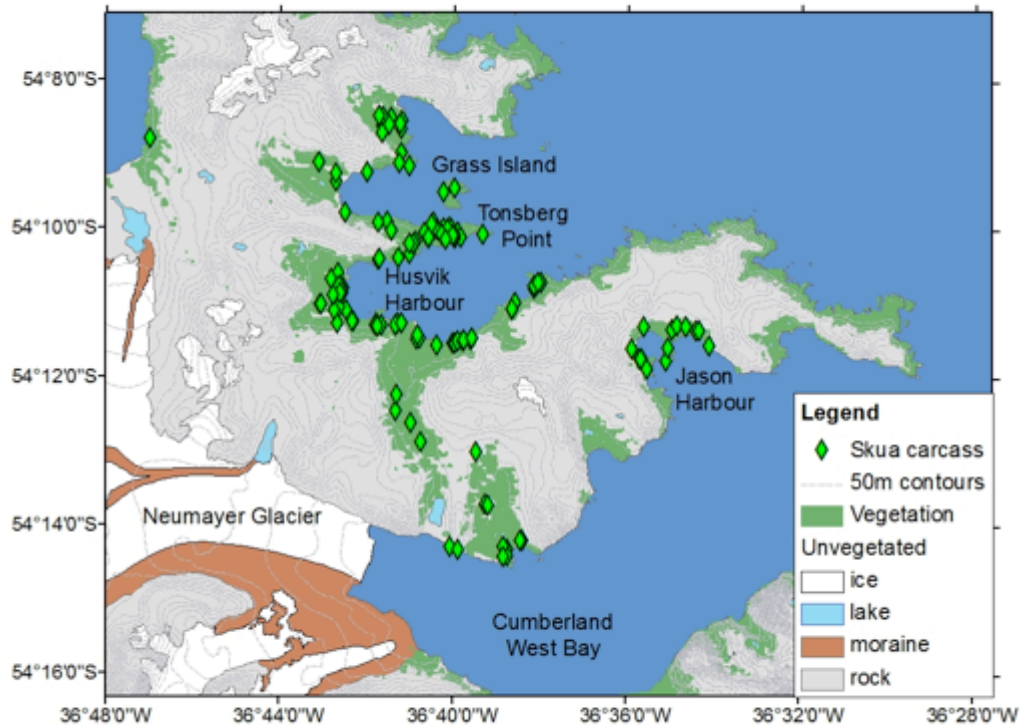 54°8'0"S
54°10'0"S
54°12'0"S
54°14'0"S
54°16'0"S
Grass Island
Tonsberg
Point
Husvik
Harbour
Jason
Harbour
Neumayer Glacier
Cumberland
West Bay
Legend
Skua carcass
50m contours
Vegetation
Unvegetated
ice
lake
moraine
rock
36°48'0"W
36°44'0"W
36°40'0"W
36°36'0"W
36°32'0"W
36°28'0"W